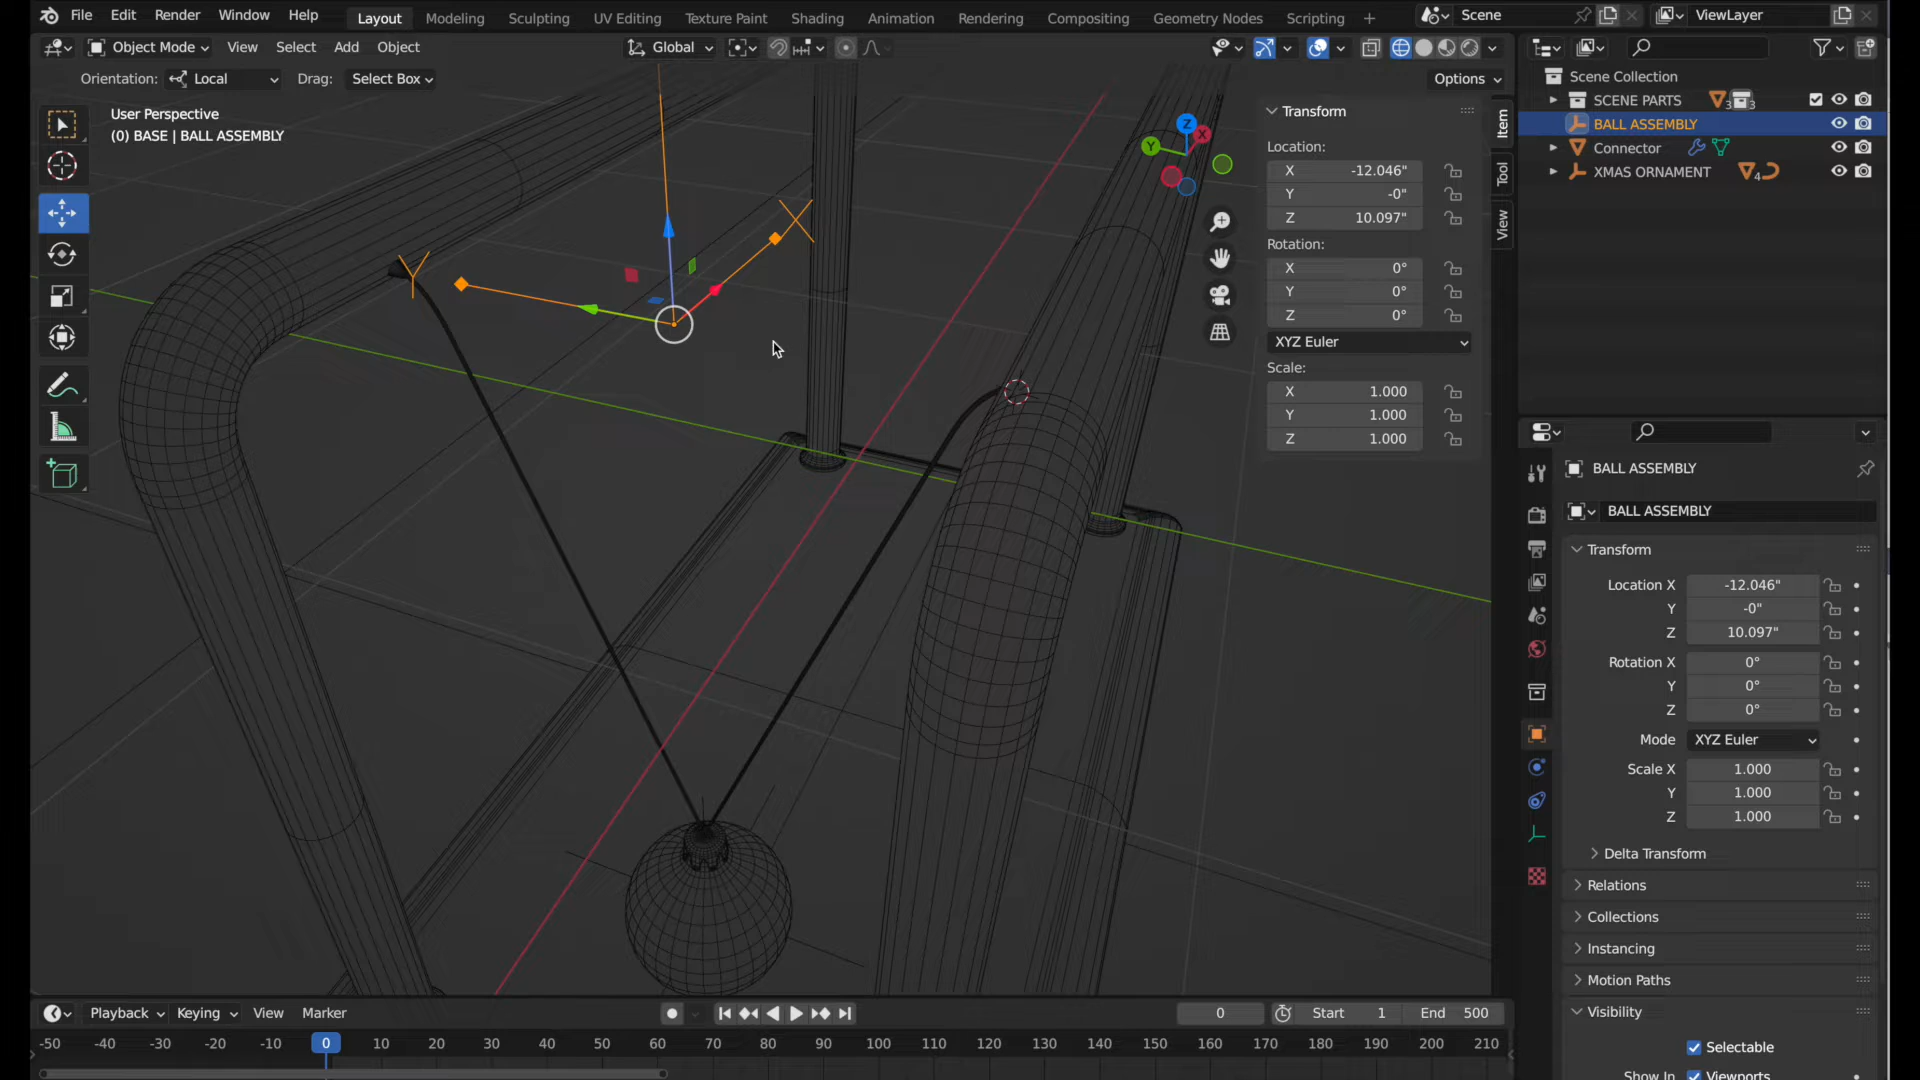 File Edit Render Window Help Layout Modeling Sculpting UV Editing Texture Paint Shading Animation Rendering Compositing Geometry Nodes Scripting + Scene ViewLayer
Object Mode View Select Add Object Global
Orientation: Local Drag: Select Box Options
User Perspective
(0) BASE | BALL ASSEMBLY
X
Y
Z
Transform
Location:
X -12.046"
Y -0"
Z 10.097"
Rotation:
X 0°
Y 0°
Z 0°
XYZ Euler
Scale:
X 1.000
Y 1.000
Z 1.000
Item
Tool
View
Scene Collection
SCENE PARTS 3 3
BALL ASSEMBLY
Connector
XMAS ORNAMENT 4
BALL ASSEMBLY
BALL ASSEMBLY
Transform
Location X -12.046"
Y -0"
Z 10.097"
Rotation X 0°
Y 0°
Z 0°
Mode XYZ Euler
Scale X 1.000
Y 1.000
Z 1.000
Delta Transform
Relations
Collections
Instancing
Motion Paths
Visibility
Selectable
Show In Viewports
Playback Keying View Marker 0 Start 1 End 500
-50 -40 -30 -20 -10 0 10 20 30 40 50 60 70 80 90 100 110 120 130 140 150 160 170 180 190 200 210